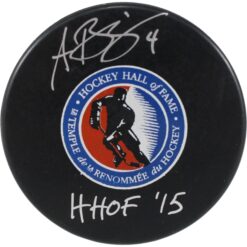 4
HOCKEY HALL OF FAME
LE TEMPLE de la RENOMMÉE du HOCKEY
HHOF '15